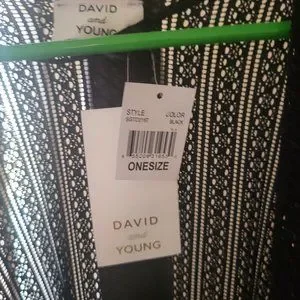 DAVID
and
YOUNG
STYLE
COLOR
BLACK
ONESIZE
DAVID
and
YOUNG